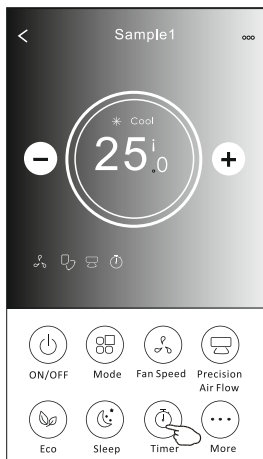 Sample1
Cool
25.0
ON/OFF Mode Fan Speed Precision Air Flow
Eco Sleep Timer More